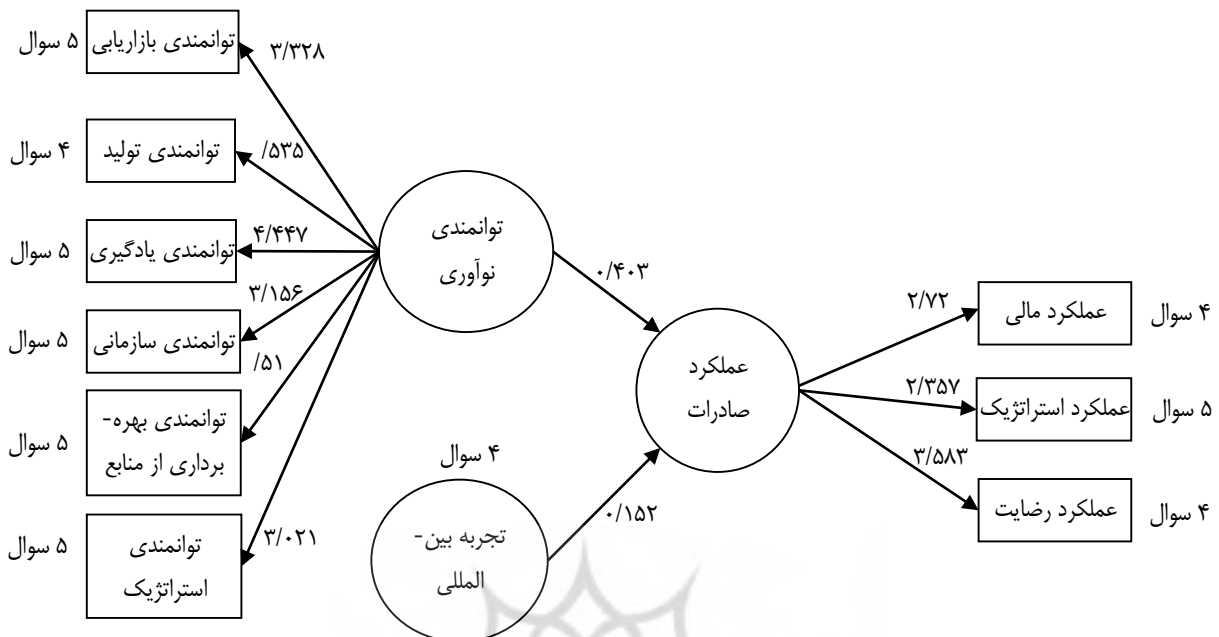 توانمندی بازاریابی
۵ سوال
۳/۳۲۸
توانمندی تولید
۴ سوال
/۵۳۵
توانمندی یادگیری
۵ سوال
۴/۴۴۷
توانمندی سازمانی
۵ سوال
۳/۱۵۶
توانمندی بهره-
برداری از منابع
۵ سوال
/۵۱
توانمندی
استراتژیک
۵ سوال
۳/۰۲۱
توانمندی
نوآوری
۰/۴۰۳
۴ سوال
تجربه بین-
المللی
۰/۱۵۲
عملکرد
صادرات
۲/۷۲
عملکرد مالی
۴ سوال
۲/۳۵۷
عملکرد استراتژیک
۵ سوال
۳/۵۸۳
عملکرد رضایت
۴ سوال